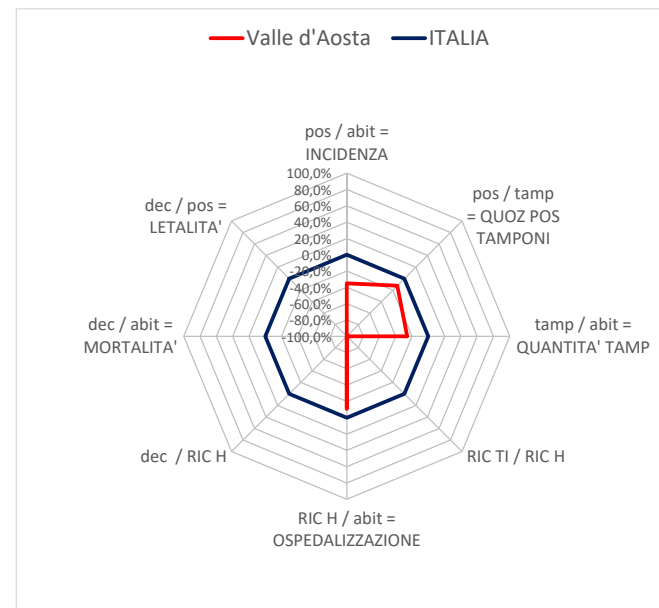 Valle d'Aosta
ITALIA
pos / abit =
INCIDENZA
pos / tamp
= QUOZ POS
TAMPONI
tamp / abit =
QUANTITA' TAMP
RIC TI / RIC H
RIC H / abit =
OSPEDALIZZAZIONE
dec / RIC H
dec / abit =
MORTALITA'
dec / pos =
LETALITA'
100,0%
80,0%
60,0%
40,0%
20,0%
0,0%
-20,0%
-40,0%
-60,0%
-80,0%
-100,0%